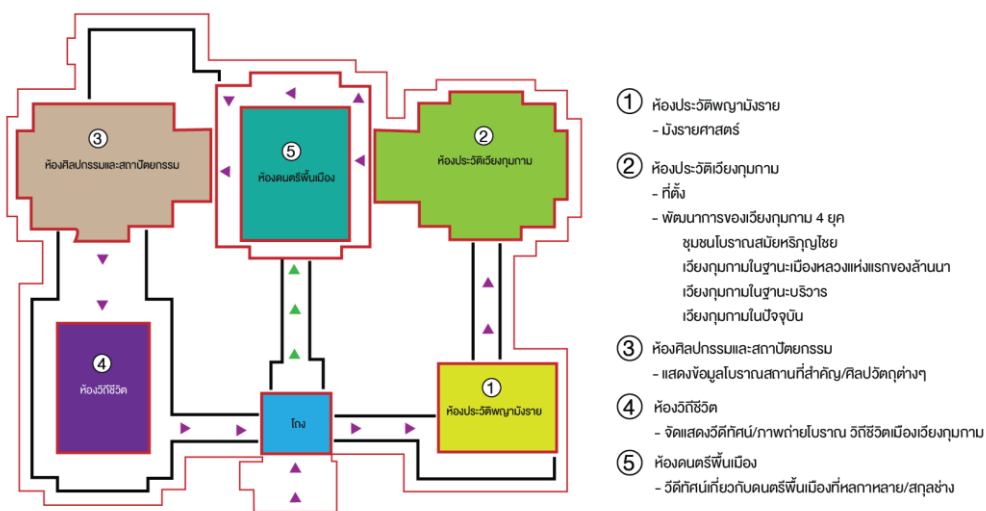 ③
ห้องศิลปกรรมและสถาปัตยกรรม
⑤
ห้องดนตรีพื้นเมือง
②
ห้องประวัติเวียงกุมกาม
④
ห้องวิถีชีวิต
โถง
①
ห้องประวัติพญามังราย
① ห้องประวัติพญามังราย
- มังรายศาสตร์
② ห้องประวัติเวียงกุมกาม
- ที่ตั้ง
- พัฒนาการของเวียงกุมกาม 4 ยุค
ชุมชนโบราณสมัยหริภุญไชย
เวียงกุมกามในฐานะเมืองหลวงแห่งแรกของล้านนา
เวียงกุมกามในฐานะบริวาร
เวียงกุมกามในปัจจุบัน
③ ห้องศิลปกรรมและสถาปัตยกรรม
- แสดงข้อมูลโบราณสถานที่สำคัญ/ศิลปวัตถุต่างๆ
④ ห้องวิถีชีวิต
- จัดแสดงวีดีทัศน์/ภาพถ่ายโบราณ วิถีชีวิตเมืองเวียงกุมกาม
⑤ ห้องดนตรีพื้นเมือง
- วีดีทัศน์เกี่ยวกับดนตรีพื้นเมืองที่หลกาหลาย/สกุลช่าง